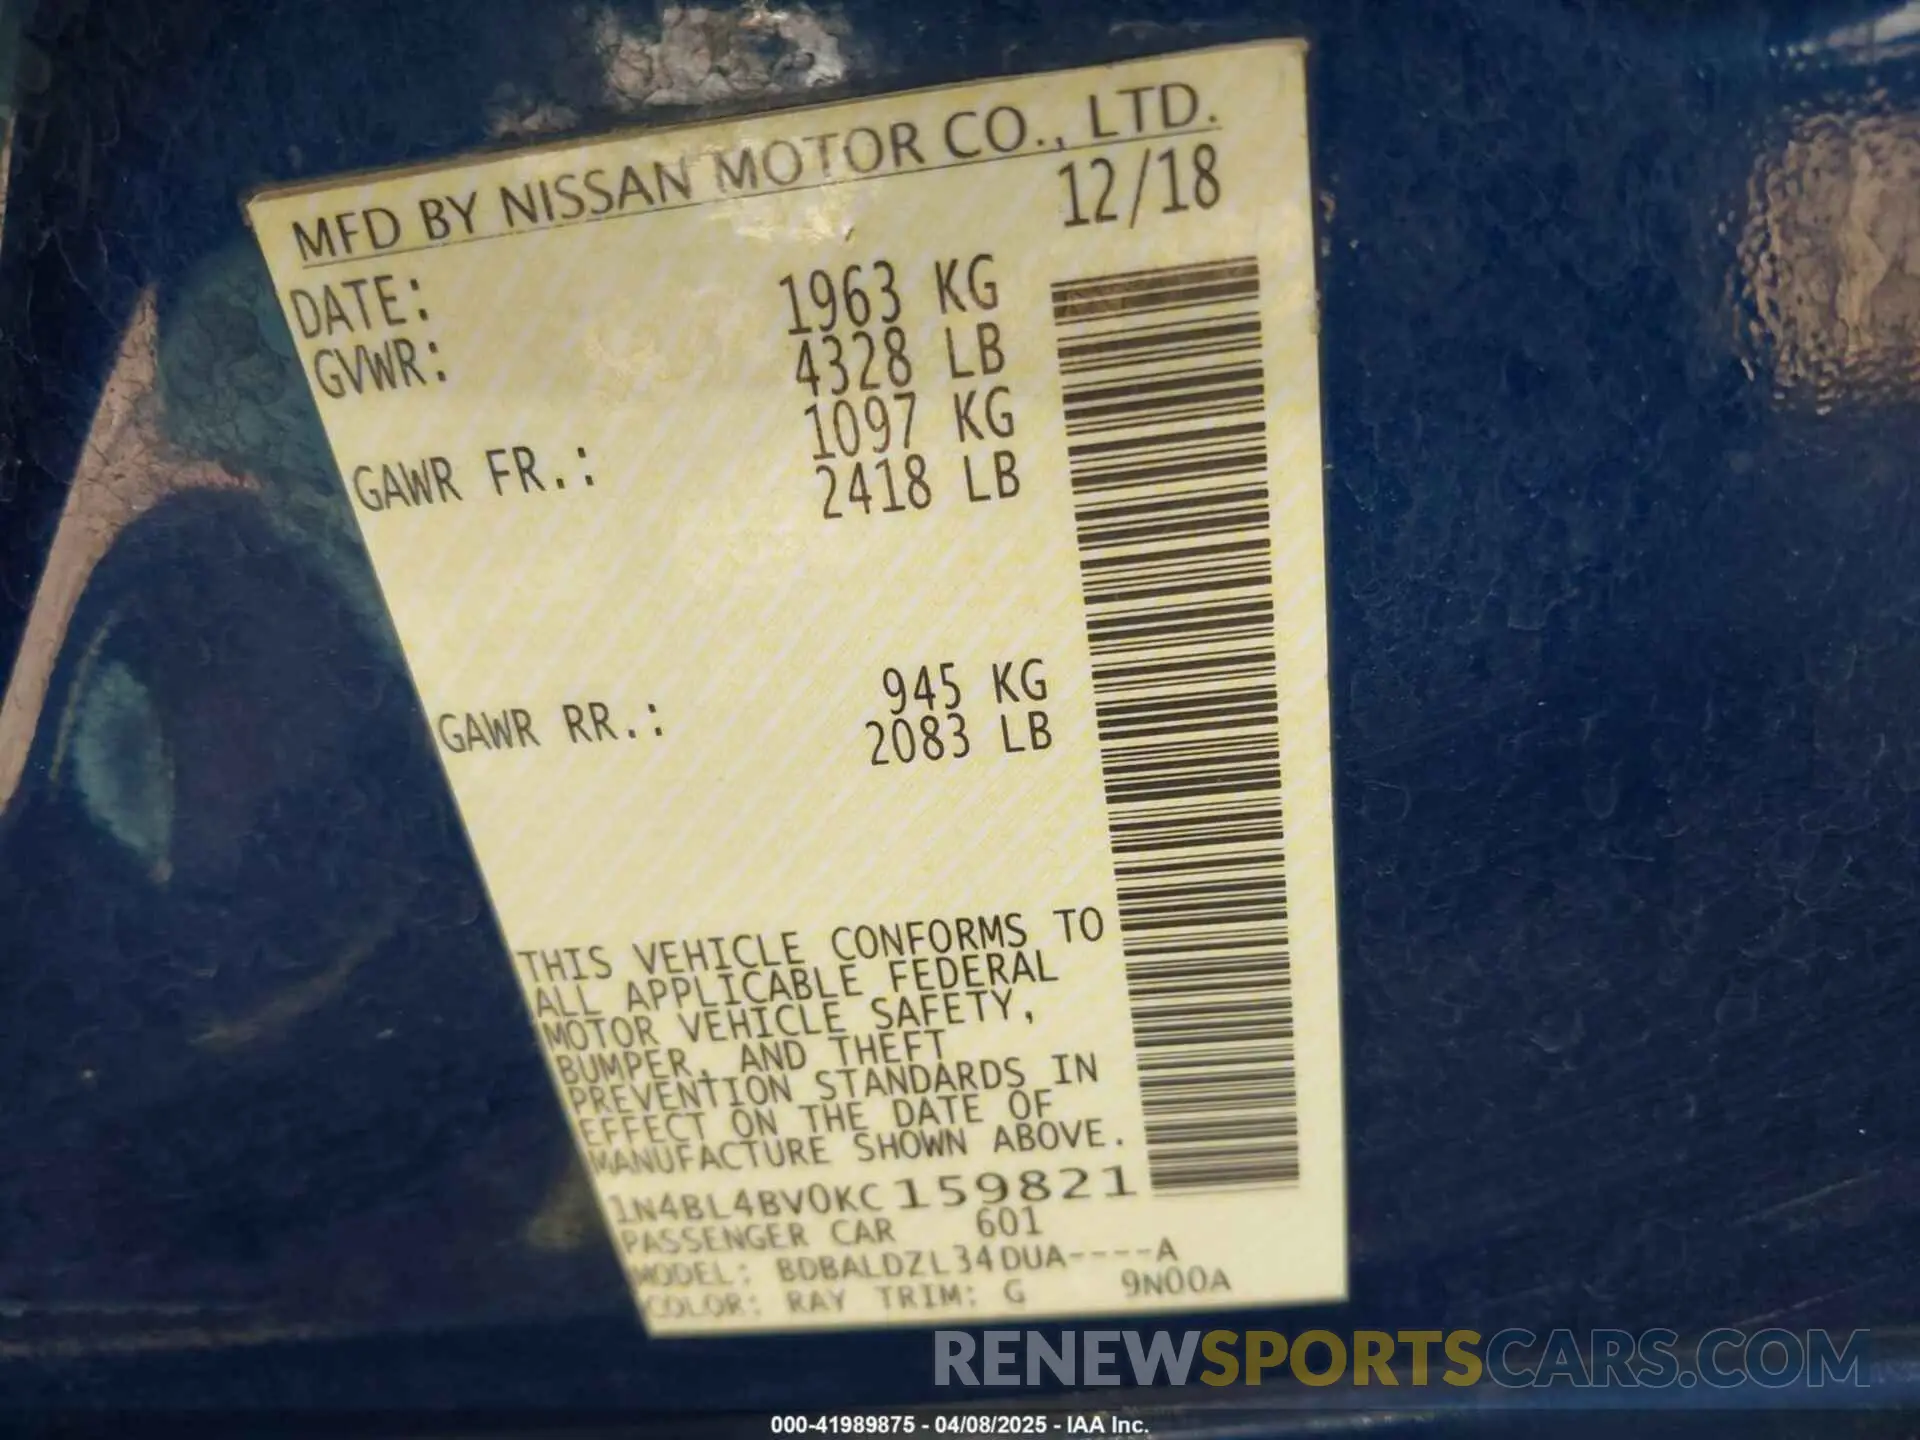 MFD BY NISSAN MOTOR CO., LTD.
DATE: 12/18
GVWR: 1963 KG
4328 LB
GAWR FR.: 1097 KG
2418 LB
GAWR RR.: 945 KG
2083 LB
THIS VEHICLE CONFORMS TO
ALL APPLICABLE FEDERAL
MOTOR VEHICLE SAFETY,
BUMPER, AND THEFT
PREVENTION STANDARDS IN
EFFECT ON THE DATE OF
MANUFACTURE SHOWN ABOVE.
1N4BL4BV0KC159821
PASSENGER CAR 601
MODEL: BDBALDZL34DUA----A
COLOR: RAY TRIM: G 9N00A
RENEWSPORTSCARS.COM
000-41989875 - 04/08/2025 - IAA Inc.